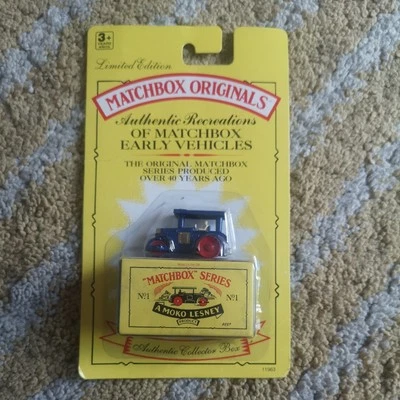 3+
Limited Edition
MATCHBOX ORIGINALS
Authentic Recreations
OF MATCHBOX
EARLY VEHICLES
THE ORIGINAL MATCHBOX
SERIES PRODUCED
OVER 40 YEARS AGO
"MATCHBOX" SERIES
No1 No1
A MOKO LESNEY
Authentic Collector Box
11963